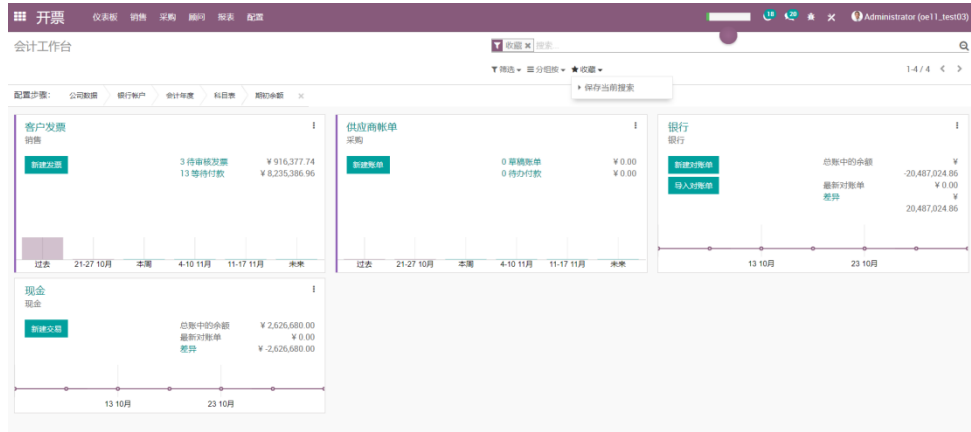 开票 仪表板 销售 采购 顾问 报表 配置 18 29 Administrator (oe11_test03)
会计工作台
收藏 × 搜索...
筛选 分组按 收藏 1-4 / 4
保存当前搜索
配置步骤: 公司数据 银行帐户 会计年度 科目表 期初余额 ×
客户发票
销售
新建发票
3 待审核发票 ¥ 916,377.74
13 等待付款 ¥ 8,235,386.96
过去 21-27 10月 本周 4-10 11月 11-17 11月 未来
供应商帐单
采购
新建账单
0 草稿账单 ¥ 0.00
0 待办付款 ¥ 0.00
过去 21-27 10月 本周 4-10 11月 11-17 11月 未来
银行
银行
新建对账单
导入对账单
总账中的余额 ¥
-20,487,024.86
最新对账单 ¥ 0.00
差异 ¥
20,487,024.86
13 10月 23 10月
现金
现金
新建交易
总账中的余额 ¥ 2,626,680.00
最新对账单 ¥ 0.00
差异 ¥ -2,626,680.00
13 10月 23 10月